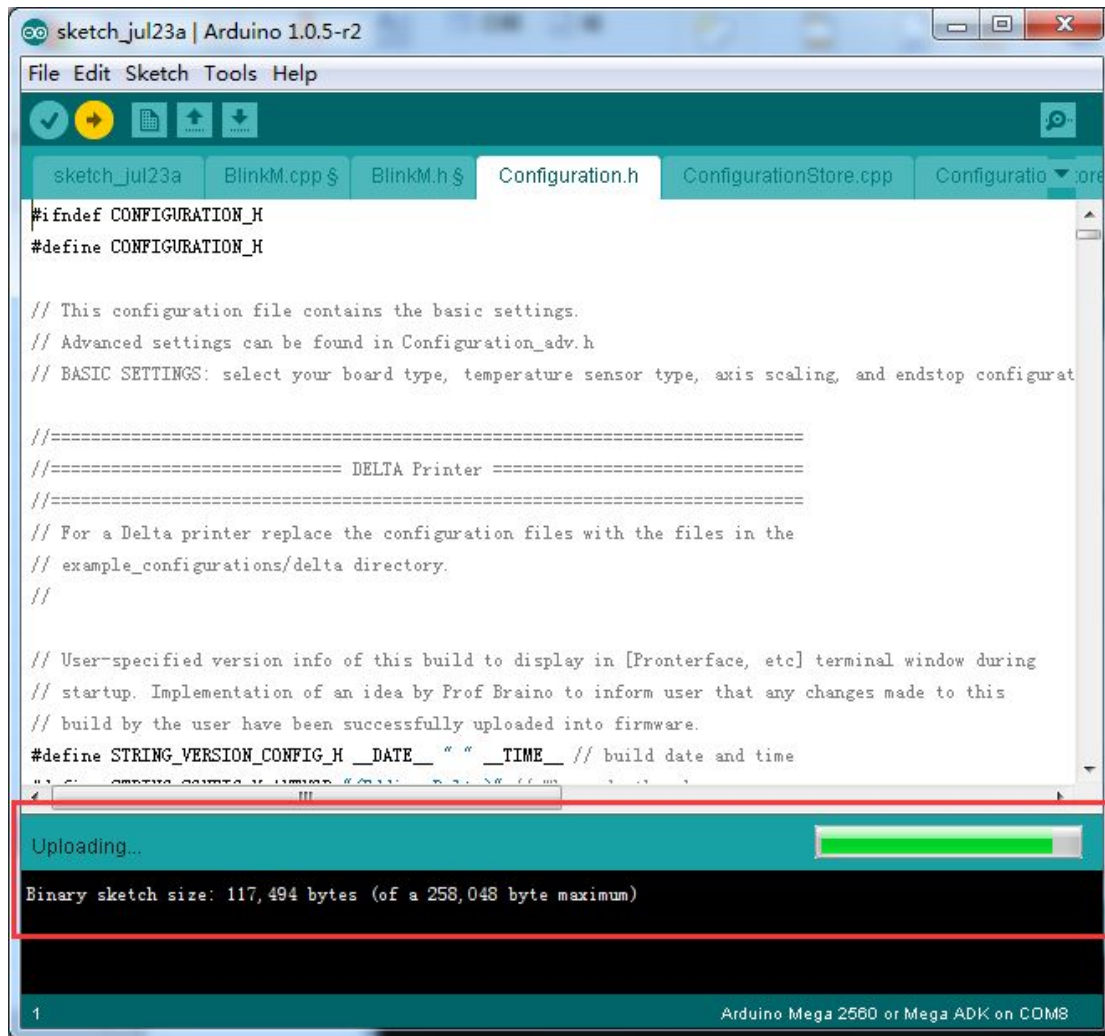 sketch_jul23a | Arduino 1.0.5-r2
File Edit Sketch Tools Help
sketch_jul23a BlinkM.cpp § BlinkM.h § Configuration.h ConfigurationStore.cpp Configuratio ore
#ifndef CONFIGURATION_H
#define CONFIGURATION_H
// This configuration file contains the basic settings.
// Advanced settings can be found in Configuration_adv.h
// BASIC SETTINGS: select your board type, temperature sensor type, axis scaling, and endstop configurat
//===========================================================================
//============================= DELTA Printer ===============================
//===========================================================================
// For a Delta printer replace the configuration files with the files in the
// example_configurations/delta directory.
//
// User-specified version info of this build to display in [Pronterface, etc] terminal window during
// startup. Implementation of an idea by Prof Braino to inform user that any changes made to this
// build by the user have been successfully uploaded into firmware.
#define STRING_VERSION_CONFIG_H __DATE__ " " __TIME__ // build date and time
Uploading...
Binary sketch size: 117,494 bytes (of a 258,048 byte maximum)
1 Arduino Mega 2560 or Mega ADK on COM8